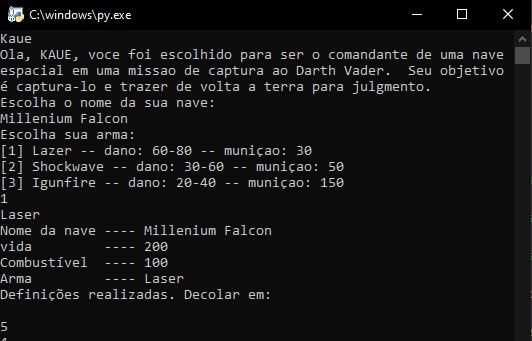 C:\windows\py.exe
Kaue
Ola, KAUE, voce foi escolhido para ser o comandante de uma nave
espacial em uma missao de captura ao Darth Vader.  Seu objetivo
é captura-lo e trazer de volta a terra para julgmento.
Escolha o nome da sua nave:
Millenium Falcon
Escolha sua arma:
[1] Lazer -- dano: 60-80 -- muniçao: 30
[2] Shockwave -- dano: 30-60 -- muniçao: 50
[3] Igunfire -- dano: 20-40 -- muniçao: 150
1
Laser
Nome da nave ---- Millenium Falcon
vida         ---- 200
Combustível  ---- 100
Arma         ---- Laser
Definições realizadas. Decolar em:
5